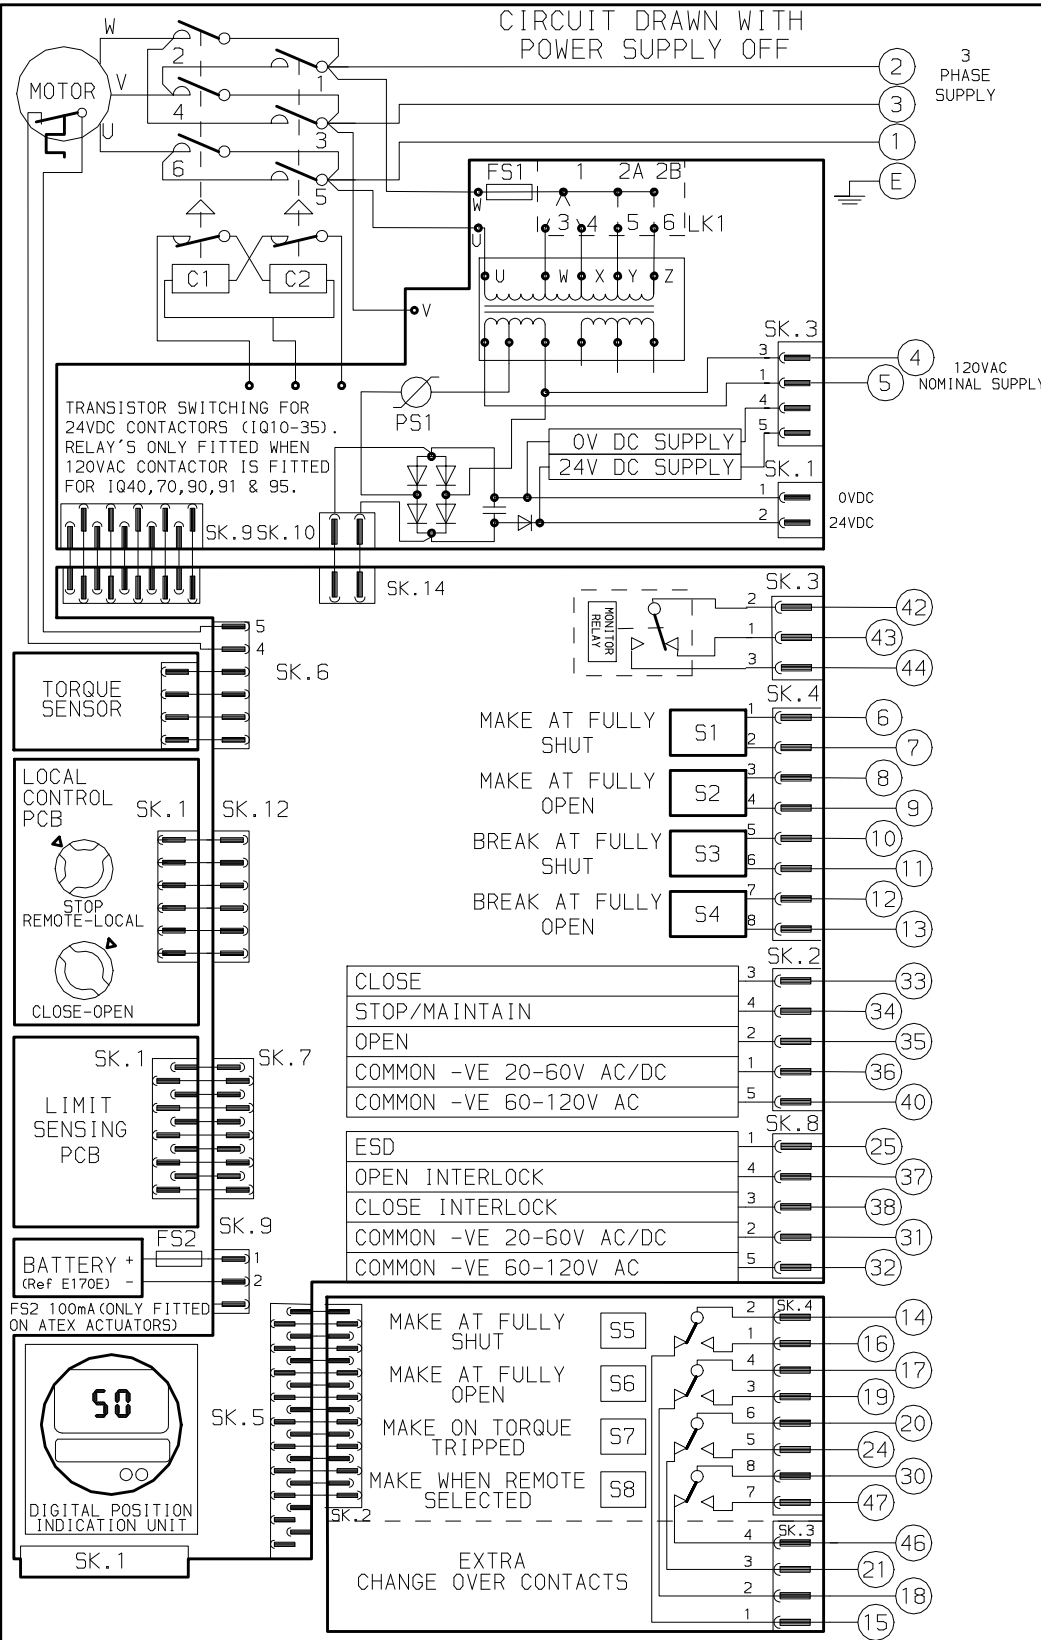 CIRCUIT DRAWN WITH
POWER SUPPLY OFF
W
MOTOR
V
U
2
4
6
1
3
5
2
3
1
E
3
PHASE
SUPPLY
C1
C2
FS1
1
2A
2B
W
U
3
4
5
6
LK1
U
W
X
Y
Z
V
PS1
SK.3
3
1
4
5
4
5
120VAC
NOMINAL SUPPLY
TRANSISTOR SWITCHING FOR
24VDC CONTACTORS (IQ10-35).
RELAY'S ONLY FITTED WHEN
120VAC CONTACTOR IS FITTED
FOR IQ40,70,90,91 & 95.
0V DC SUPPLY
24V DC SUPPLY
SK.1
1
0VDC
2
24VDC
SK.9
SK.10
SK.14
MONITOR
RELAY
SK.3
2
42
1
43
3
44
5
4
SK.6
TORQUE
SENSOR
SK.4
MAKE AT FULLY
SHUT
S1
1
6
2
7
MAKE AT FULLY
OPEN
S2
3
8
4
9
BREAK AT FULLY
SHUT
S3
5
10
6
11
BREAK AT FULLY
OPEN
S4
7
12
8
13
LOCAL
CONTROL
PCB
SK.1
SK.12
STOP
REMOTE-LOCAL
CLOSE-OPEN
SK.2
CLOSE
3
33
STOP/MAINTAIN
4
34
OPEN
2
35
COMMON -VE 20-60V AC/DC
1
36
COMMON -VE 60-120V AC
5
40
SK.1
SK.7
LIMIT
SENSING
PCB
SK.8
ESD
1
25
OPEN INTERLOCK
4
37
CLOSE INTERLOCK
3
38
COMMON -VE 20-60V AC/DC
2
31
COMMON -VE 60-120V AC
5
32
SK.9
FS2
BATTERY
(Ref E170E)
+
-
1
2
FS2 100mA(ONLY FITTED
ON ATEX ACTUATORS)
50
DIGITAL POSITION
INDICATION UNIT
SK.1
SK.5
SK.2
MAKE AT FULLY
SHUT
S5
MAKE AT FULLY
OPEN
S6
MAKE ON TORQUE
TRIPPED
S7
MAKE WHEN REMOTE
SELECTED
S8
SK.4
2
14
1
16
4
17
3
19
6
20
5
24
8
30
7
47
EXTRA
CHANGE OVER CONTACTS
SK.3
4
46
3
21
2
18
1
15